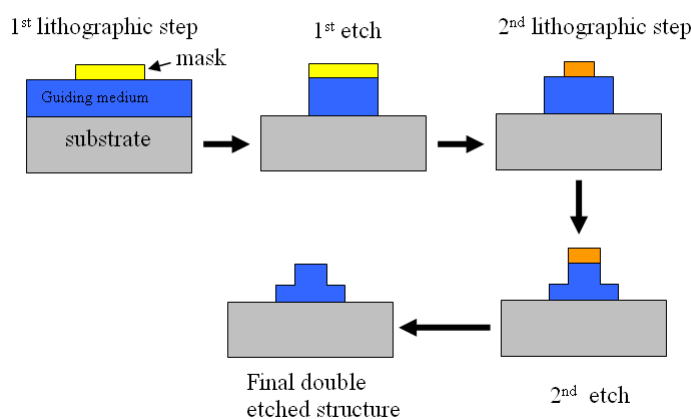 1st lithographic step
mask
Guiding medium
substrate
1st etch
2nd lithographic step
2nd etch
Final double
etched structure